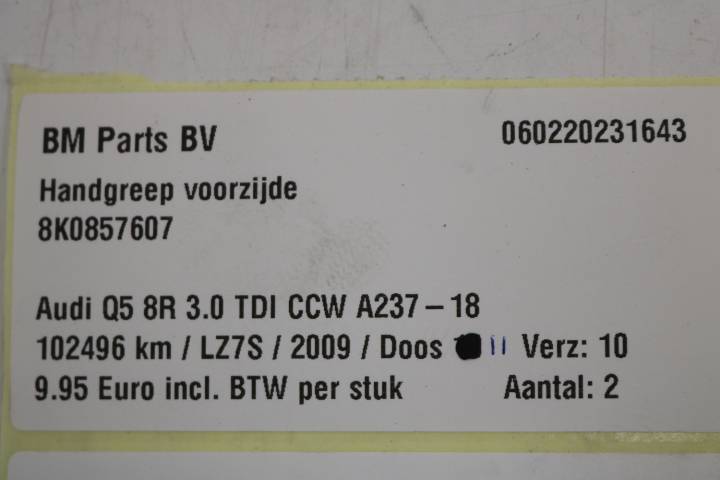 BM Parts BV 060220231643
Handgreep voorzijde
8K0857607
Audi Q5 8R 3.0 TDI CCW A237-18
102496 km / LZ7S / 2009 / Doos 11 Verz: 10
9.95 Euro incl. BTW per stuk Aantal: 2